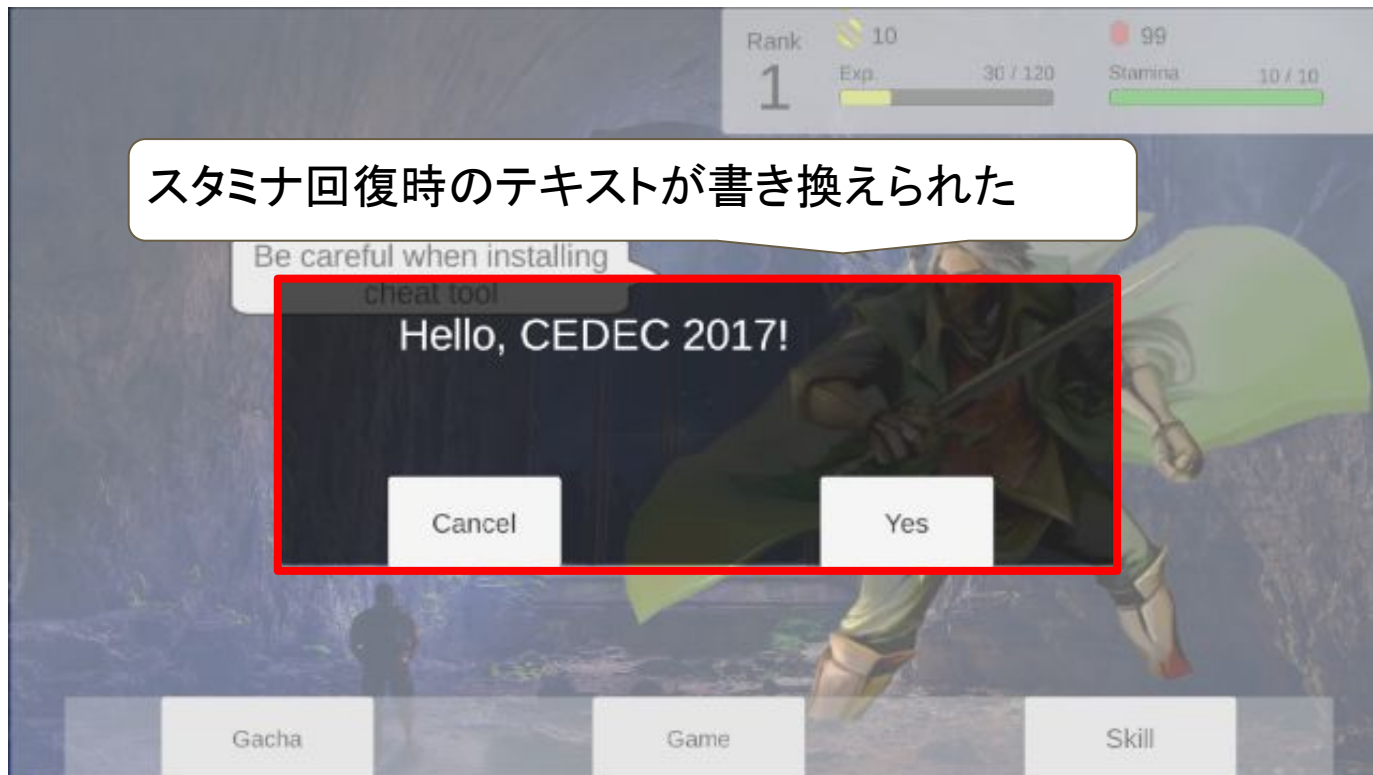 Rank
1
10
99
Exp.
30 / 120
Stamina
10 / 10
スタミナ回復時のテキストが書き換えられた
Be careful when installing
cheat tool
Hello, CEDEC 2017!
Cancel
Yes
Gacha
Game
Skill